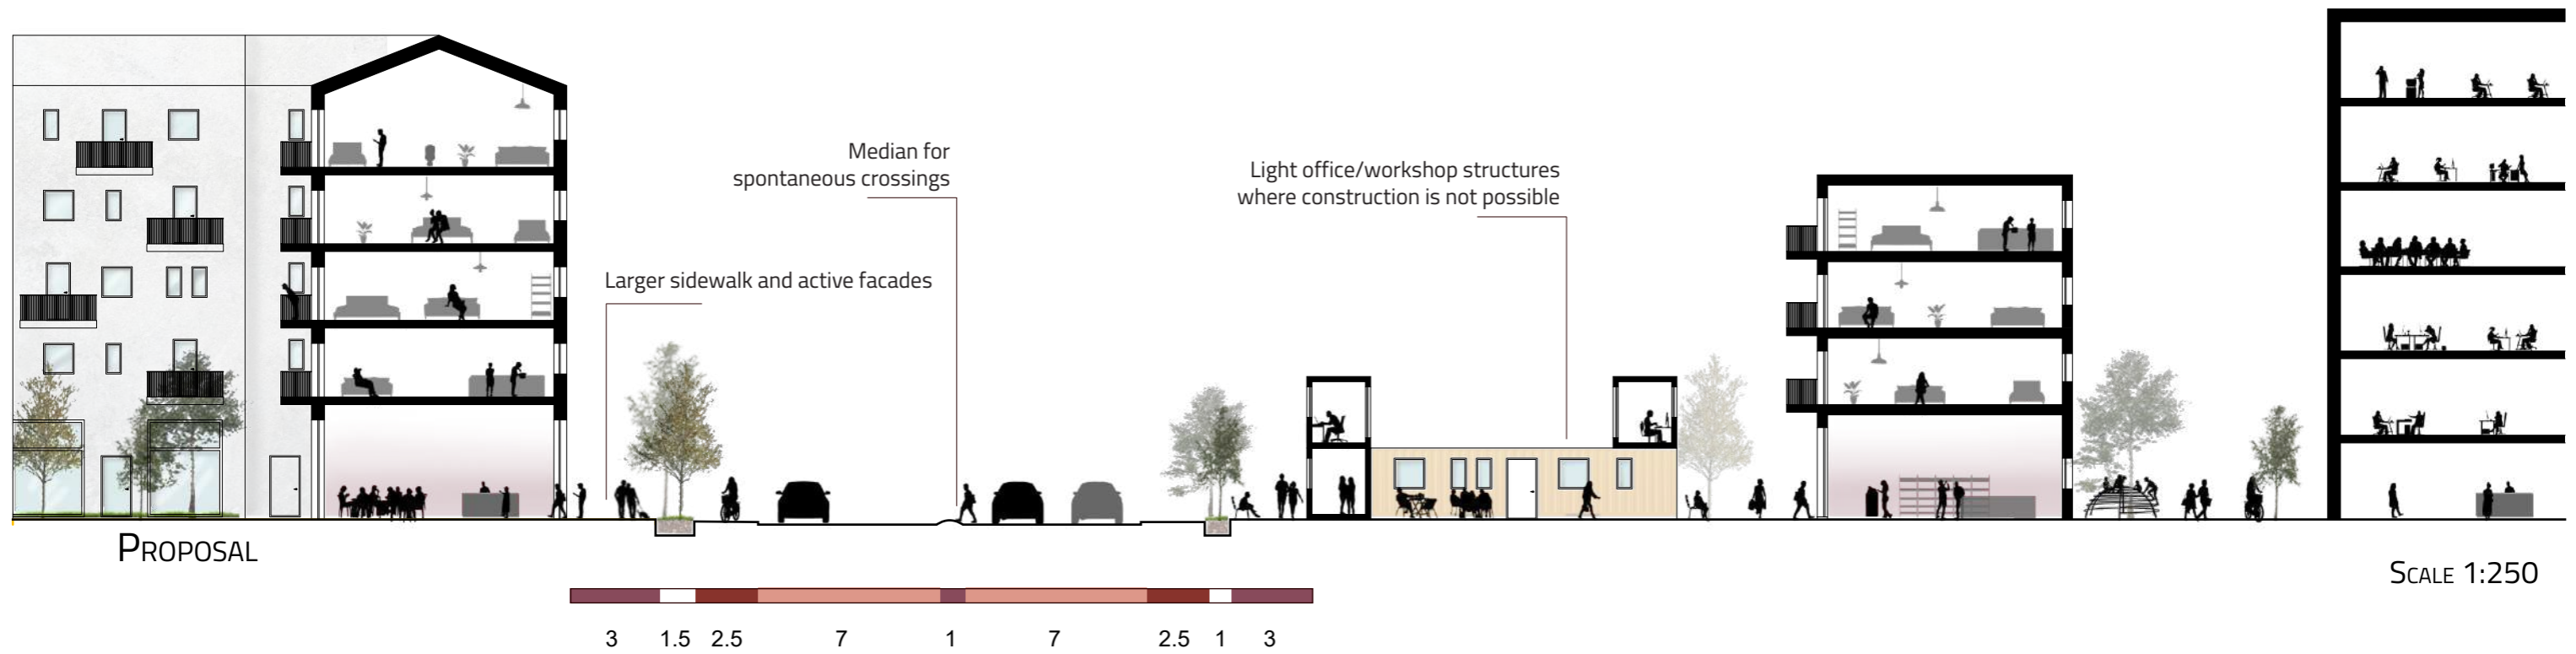 Median for
spontaneous crossings
Light office/workshop structures
where construction is not possible
Larger sidewalk and active facades
PROPOSAL
SCALE 1:250
3 1.5 2.5 7 1 7 2.5 1 3